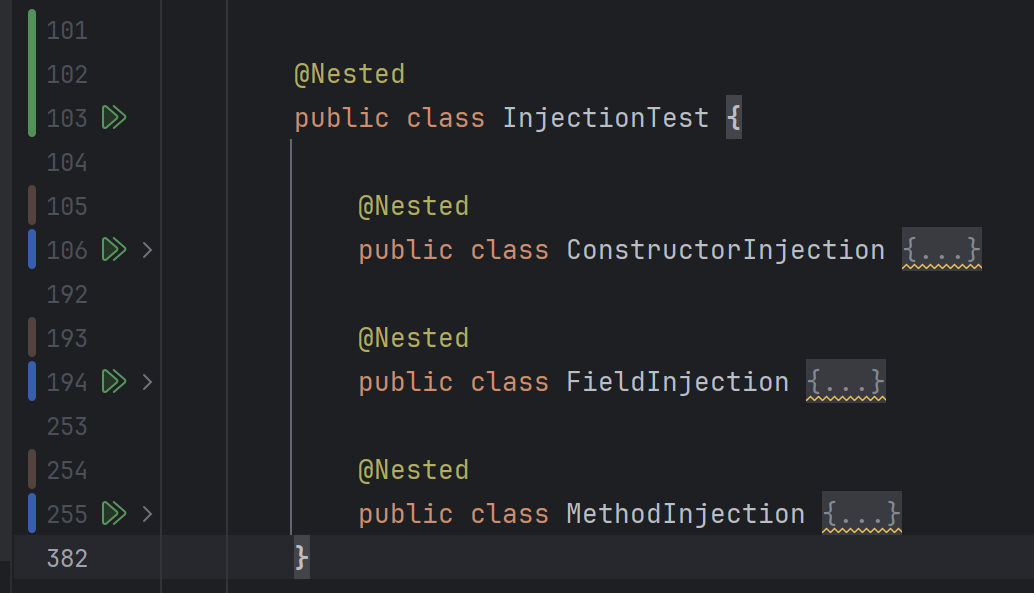 101
102 @Nested
103 public class InjectionTest {
104
105 @Nested
106 public class ConstructorInjection {...}
192
193 @Nested
194 public class FieldInjection {...}
253
254 @Nested
255 public class MethodInjection {...}
382 }